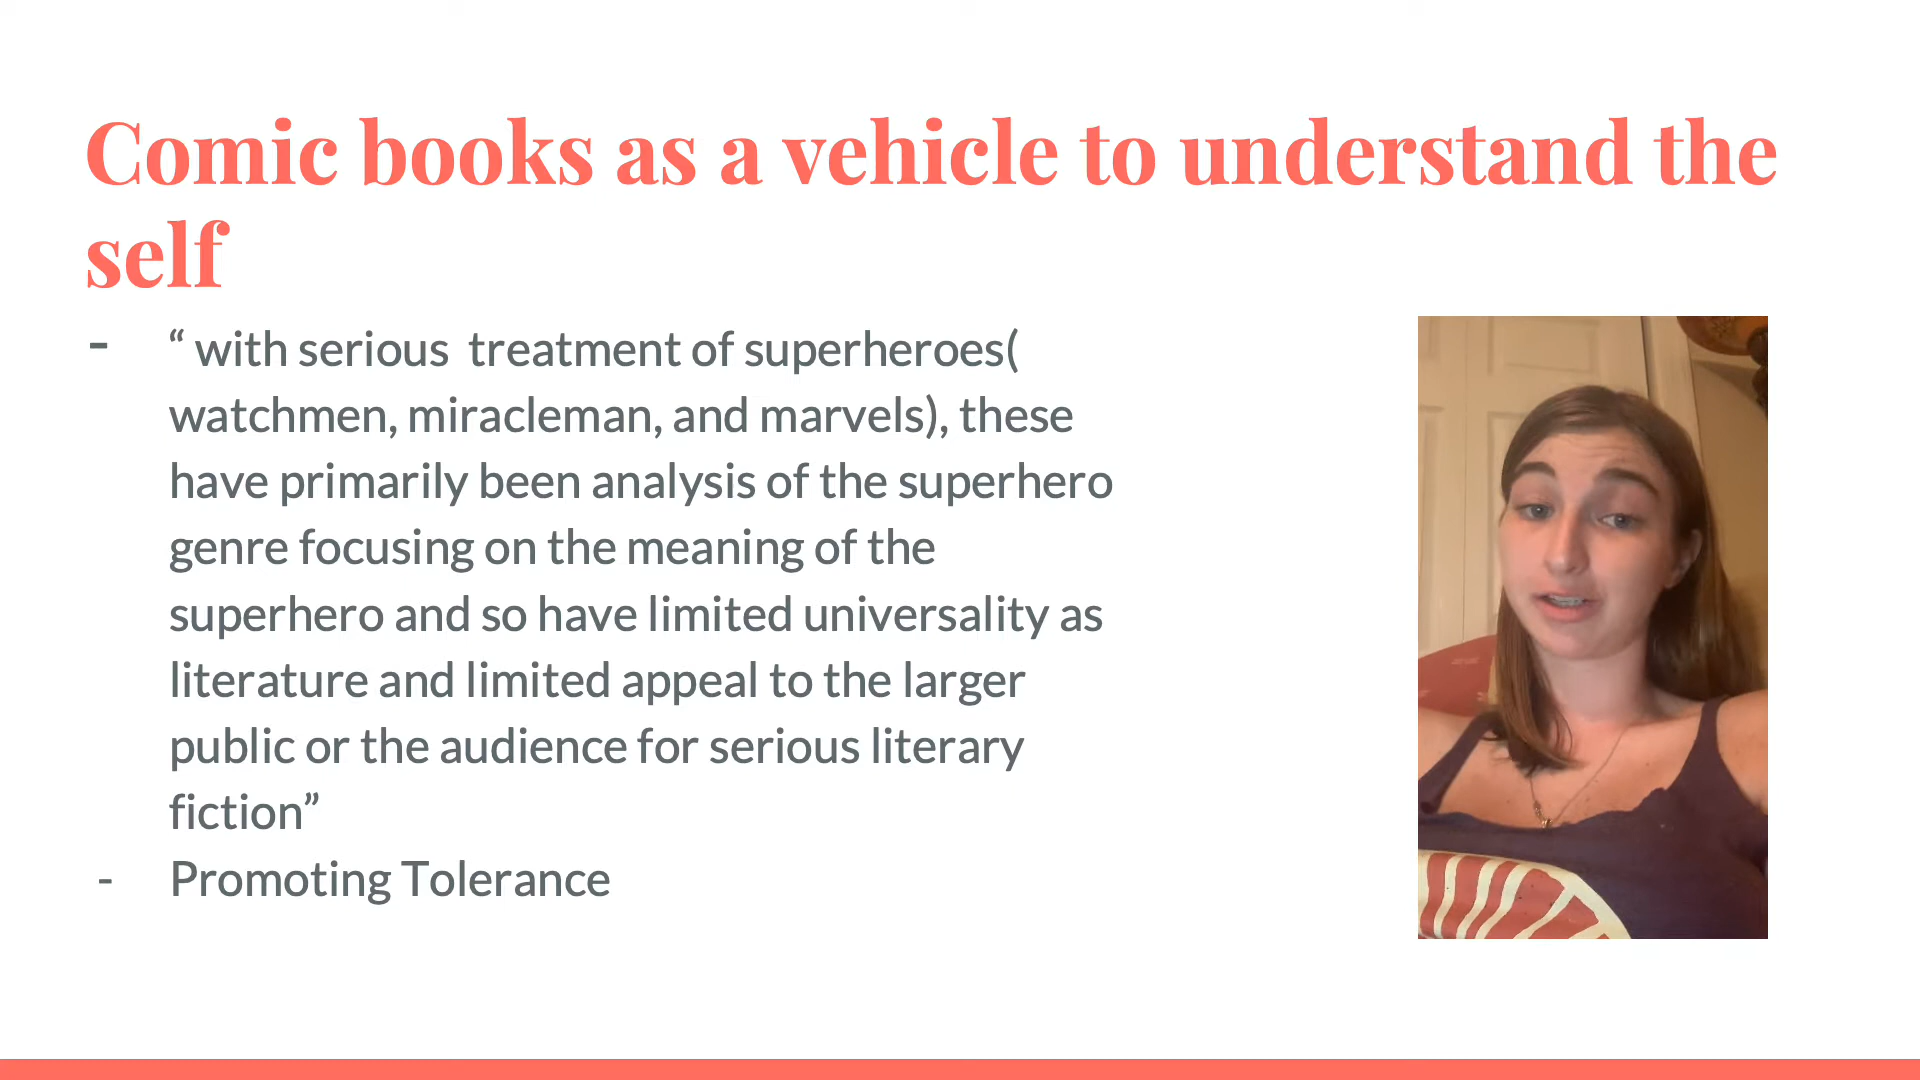 Comic books as a vehicle to understand the
self
- “ with serious  treatment of superheroes(
watchmen, miracleman, and marvels), these
have primarily been analysis of the superhero
genre focusing on the meaning of the
superhero and so have limited universality as
literature and limited appeal to the larger
public or the audience for serious literary
fiction”
- Promoting Tolerance